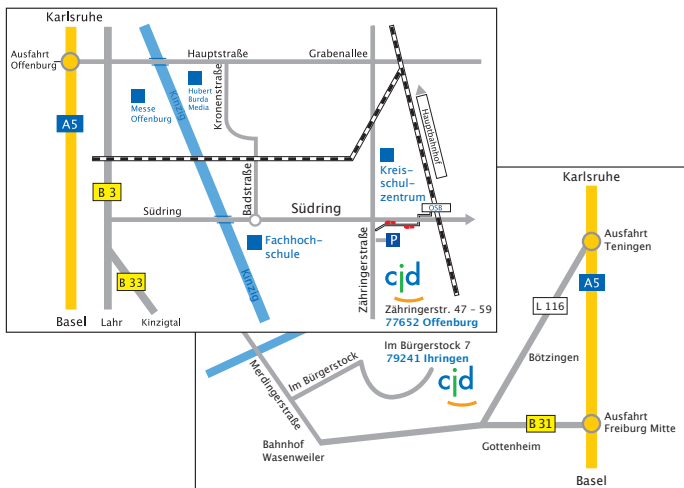 Karlsruhe
Ausfahrt
Offenburg
Hauptstraße
Grabenallee
Kinzig
Hubert
Burda
Media
Messe
Offenburg
Kronenstraße
A5
Hauptbahnhof
Kreis-
schul-
zentrum
B 3
Badstraße
OSB
Südring
Südring
P
Fachhoch-
schule
Zähringerstraße
B 33
Kinzig
cjd
Zähringerstr. 47 – 59
77652 Offenburg
Basel
Lahr
Kinzigtal
Karlsruhe
Ausfahrt
Teningen
A5
L 116
Im Bürgerstock 7
79241 Ihringen
Bötzingen
cjd
Im Bürgerstock
Merdingerstraße
B 31
Ausfahrt
Freiburg Mitte
Gottenheim
Bahnhof
Wasenweiler
Basel